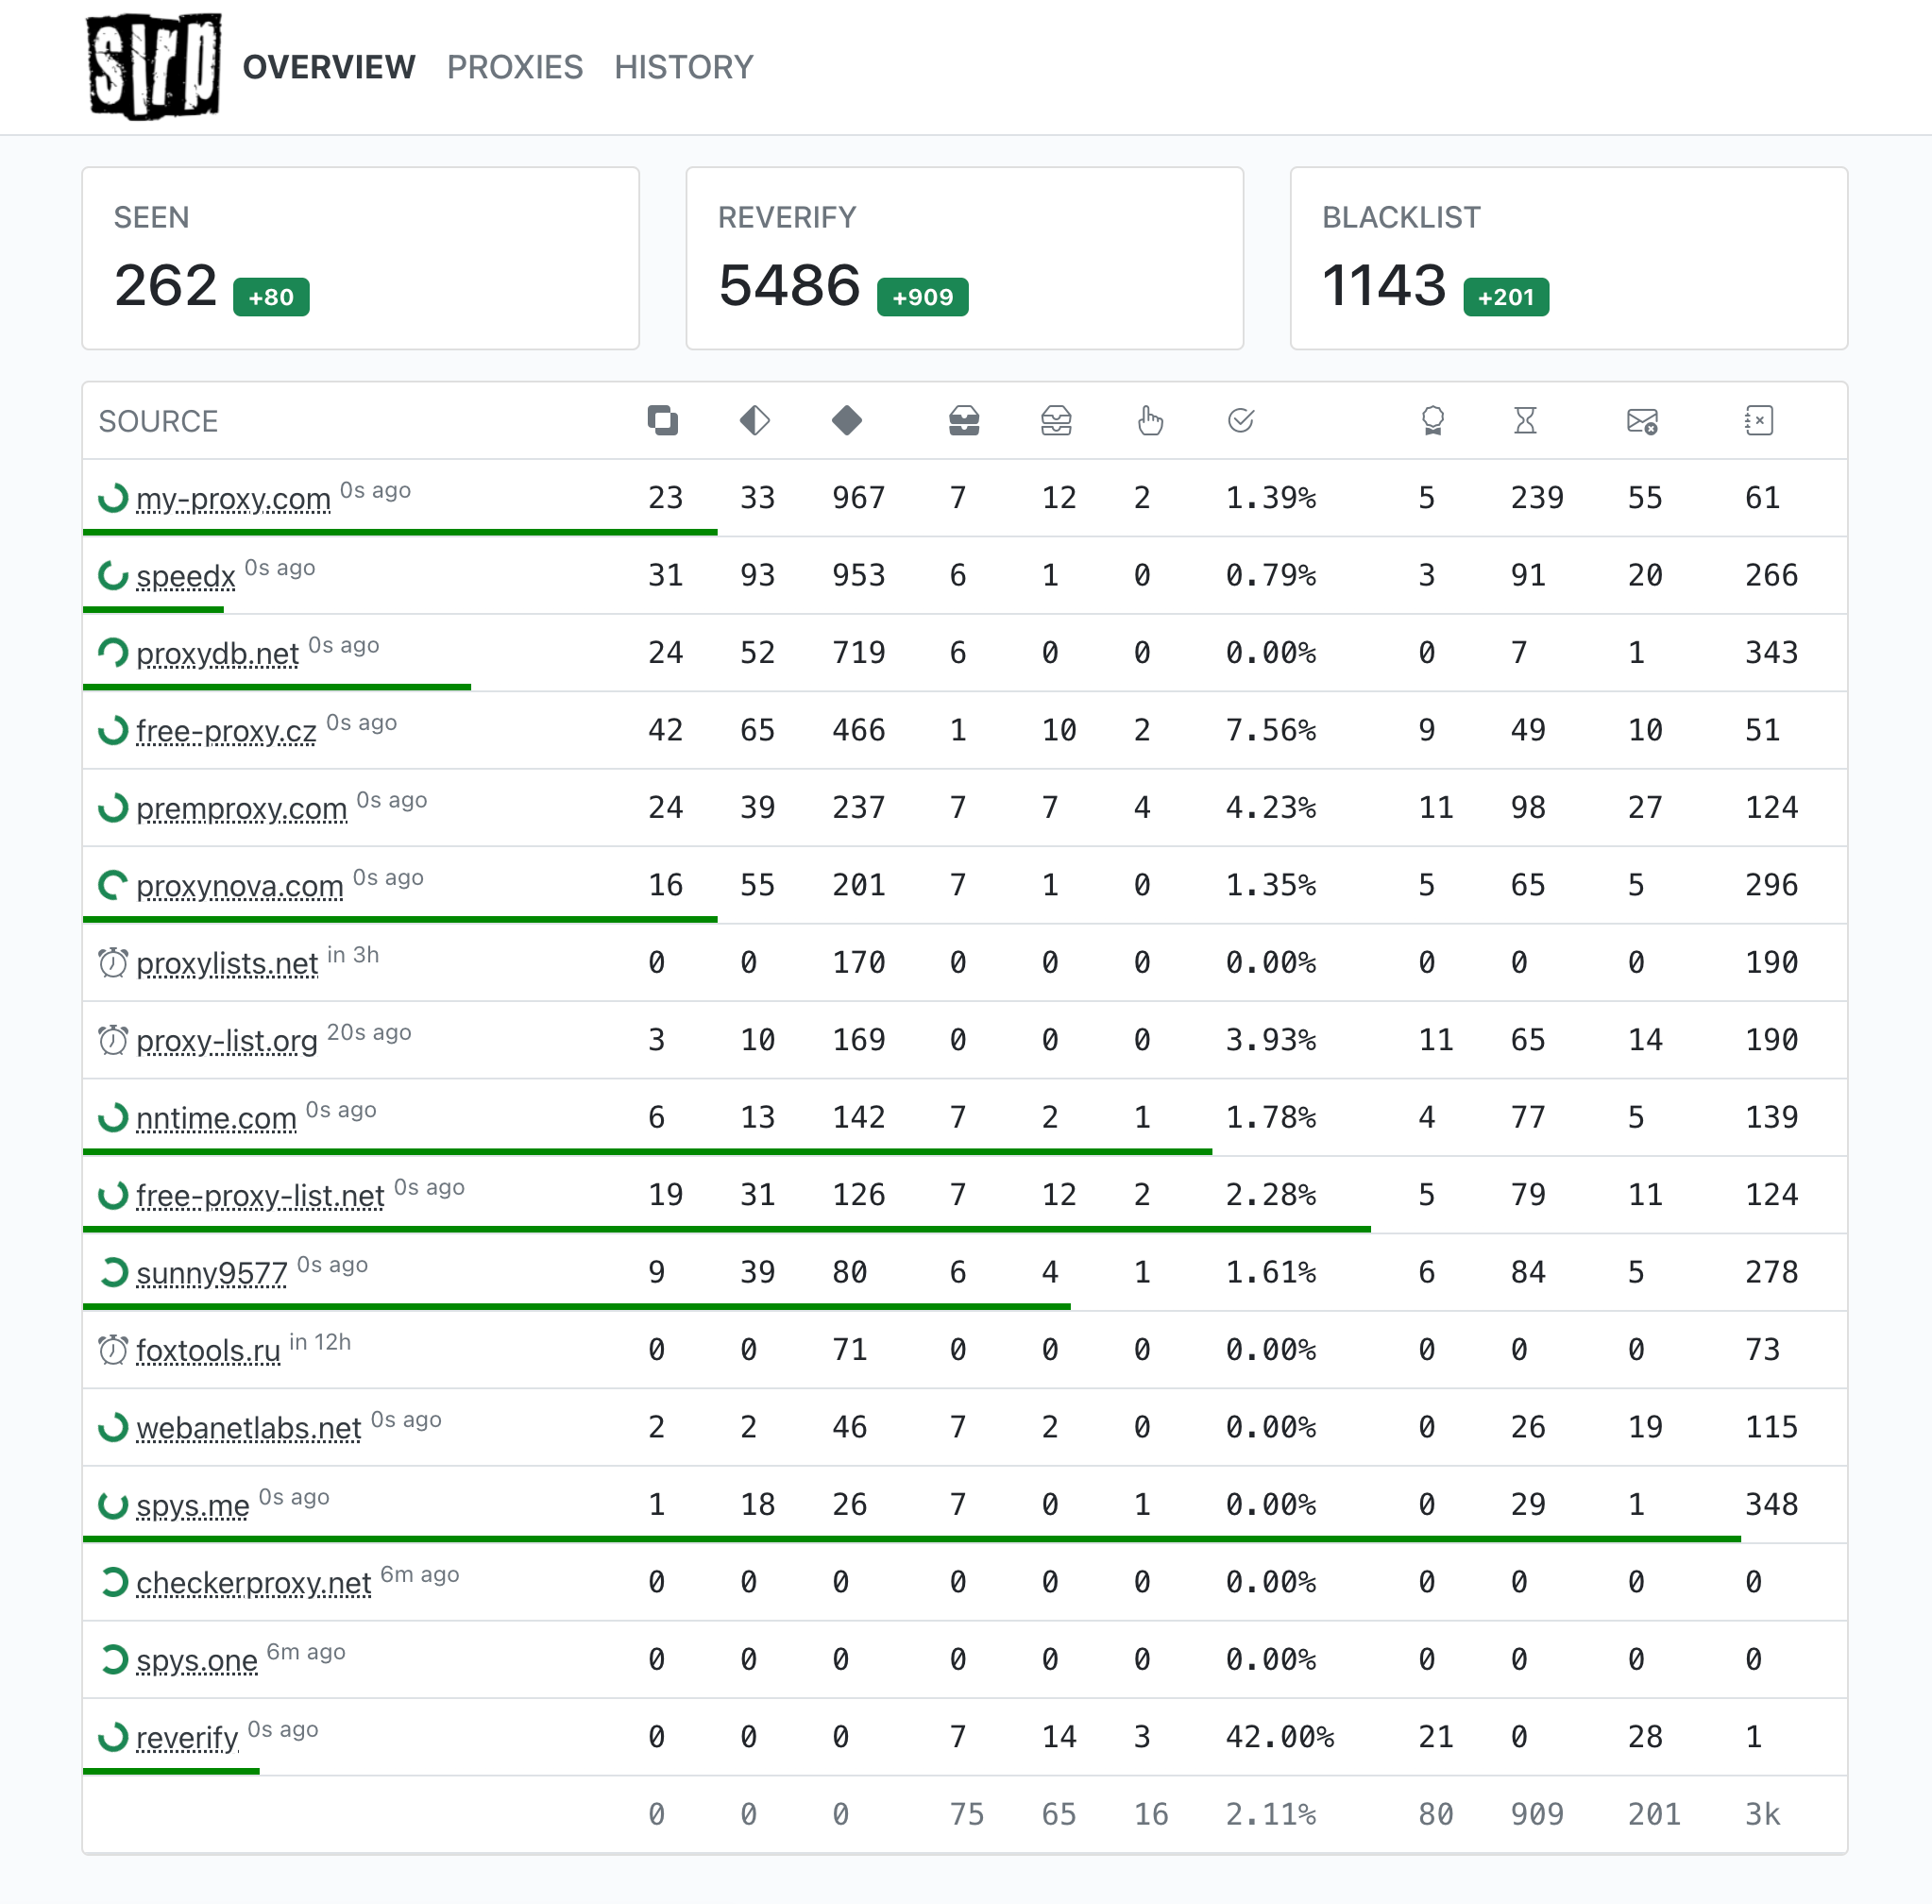 slrp OVERVIEW PROXIES HISTORY
SEEN REVERIFY BLACKLIST
262 +80 5486 +909 1143 +201
SOURCE
my-proxy.com 0s ago 23 33 967 7 12 2 1.39% 5 239 55 61
speedx 0s ago 31 93 953 6 1 0 0.79% 3 91 20 266
proxydb.net 0s ago 24 52 719 6 0 0 0.00% 0 7 1 343
free-proxy.cz 0s ago 42 65 466 1 10 2 7.56% 9 49 10 51
premproxy.com 0s ago 24 39 237 7 7 4 4.23% 11 98 27 124
proxynova.com 0s ago 16 55 201 7 1 0 1.35% 5 65 5 296
proxylists.net in 3h 0 0 170 0 0 0 0.00% 0 0 0 190
proxy-list.org 20s ago 3 10 169 0 0 0 3.93% 11 65 14 190
nntime.com 0s ago 6 13 142 7 2 1 1.78% 4 77 5 139
free-proxy-list.net 0s ago 19 31 126 7 12 2 2.28% 5 79 11 124
sunny9577 0s ago 9 39 80 6 4 1 1.61% 6 84 5 278
foxtools.ru in 12h 0 0 71 0 0 0 0.00% 0 0 0 73
webanetlabs.net 0s ago 2 2 46 7 2 0 0.00% 0 26 19 115
spys.me 0s ago 1 18 26 7 0 1 0.00% 0 29 1 348
checkerproxy.net 6m ago 0 0 0 0 0 0 0.00% 0 0 0 0
spys.one 6m ago 0 0 0 0 0 0 0.00% 0 0 0 0
reverify 0s ago 0 0 0 7 14 3 42.00% 21 0 28 1
0 0 0 75 65 16 2.11% 80 909 201 3k